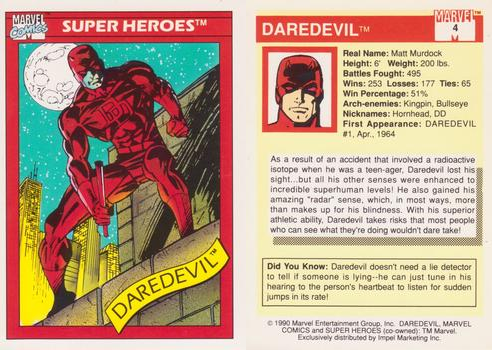 MARVEL
COMICS
SUPER HEROES™
DAREDEVIL™
DAREDEVIL™
MARVEL™
4
Real Name: Matt Murdock
Height: 6' Weight: 200 lbs.
Battles Fought: 495
Wins: 253 Losses: 177 Ties: 65
Win Percentage: 51%
Arch-enemies: Kingpin, Bullseye
Nicknames: Hornhead, DD
First Appearance: DAREDEVIL
#1, Apr., 1964
As a result of an accident that involved a radioactive
isotope when he was a teen-ager, Daredevil lost his
sight...but all his other senses were enhanced to
incredible superhuman levels! He also gained his
amazing "radar" sense, which, in most ways, more
than makes up for his blindness. With his superior
athletic ability, Daredevil takes risks that most people
who can see what they're doing wouldn't dare take!
Did You Know: Daredevil doesn't need a lie detector
to tell if someone is lying--he can just tune in his
hearing to the person's heartbeat to listen for sudden
jumps in its rate!
© 1990 Marvel Entertainment Group, Inc. DAREDEVIL, MARVEL
COMICS and SUPER HEROES (co-owned): TM Marvel.
Exclusively distributed by Impel Marketing Inc.